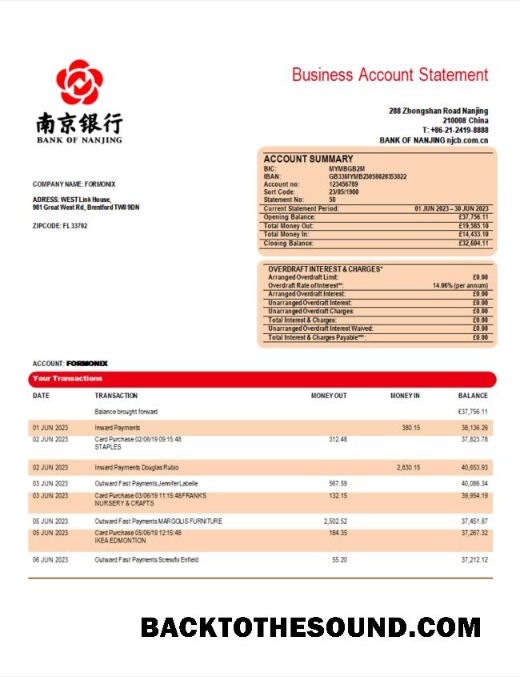 Business Account Statement
南京银行
BANK OF NANJING
288 Zhongshan Road Nanjing
210008 China
T: +86-21-2419-8888
BANK OF NANJING njcb.com.cn
COMPANY NAME: FORMONIX
ADRESS: WEST Link House,
981 Great West Rd, Brentford TW8 9DN
ZIPCODE: FL 33702
ACCOUNT SUMMARY
BIC: MYMBGB2M
IBAN: GB33MYMB23058020353822
Account no: 123456789
Sort Code: 23/05/1980
Statement No: 58
Current Statement Period: 01 JUN 2023 – 30 JUN 2023
Opening Balance: £37,756.11
Total Money Out: £19,585.10
Total Money In: £14,433.10
Closing Balance: £32,604.11
OVERDRAFT INTEREST & CHARGES*
Arranged Overdraft Limit: £0.00
Overdraft Rate of Interest**: 14.96% (per annum)
Arranged Overdraft Interest: £0.00
Unarranged Overdraft Interest: £0.00
Unarranged Overdraft Charges: £0.00
Total Interest & Charges: £0.00
Unarranged Overdraft Interest Waived: £0.00
Total Interest & Charges Payable***: £0.00
ACCOUNT: FORMONIX
Your Transactions
DATE TRANSACTION MONEY OUT MONEY IN BALANCE
Balance brought forward £37,756.11
01 JUN 2023 Inward Payments 380.15 38,136.26
02 JUN 2023 Card Purchase 02/06/19 09:15:48 312.48 37,823.78
STAPLES
02 JUN 2023 Inward Payments Douglas Rubio 2,830.15 40,653.93
03 JUN 2023 Outward Fast Payments Jennifer Labelle 567.59 40,086.34
03 JUN 2023 Card Purchase 03/06/19 11:15:48 FRANKS 132.15 39,954.19
NURSERY & CRAFTS
05 JUN 2023 Outward Fast Payments MARGOLIS FURNITURE 2,502.52 37,451.67
05 JUN 2023 Card Purchase 05/06/19 12:15:48 184.35 37,267.32
IKEA EDMONTION
06 JUN 2023 Outward Fast Payments Screwfix Enfield 55.20 37,212.12
BACKTOTHESOUND.COM